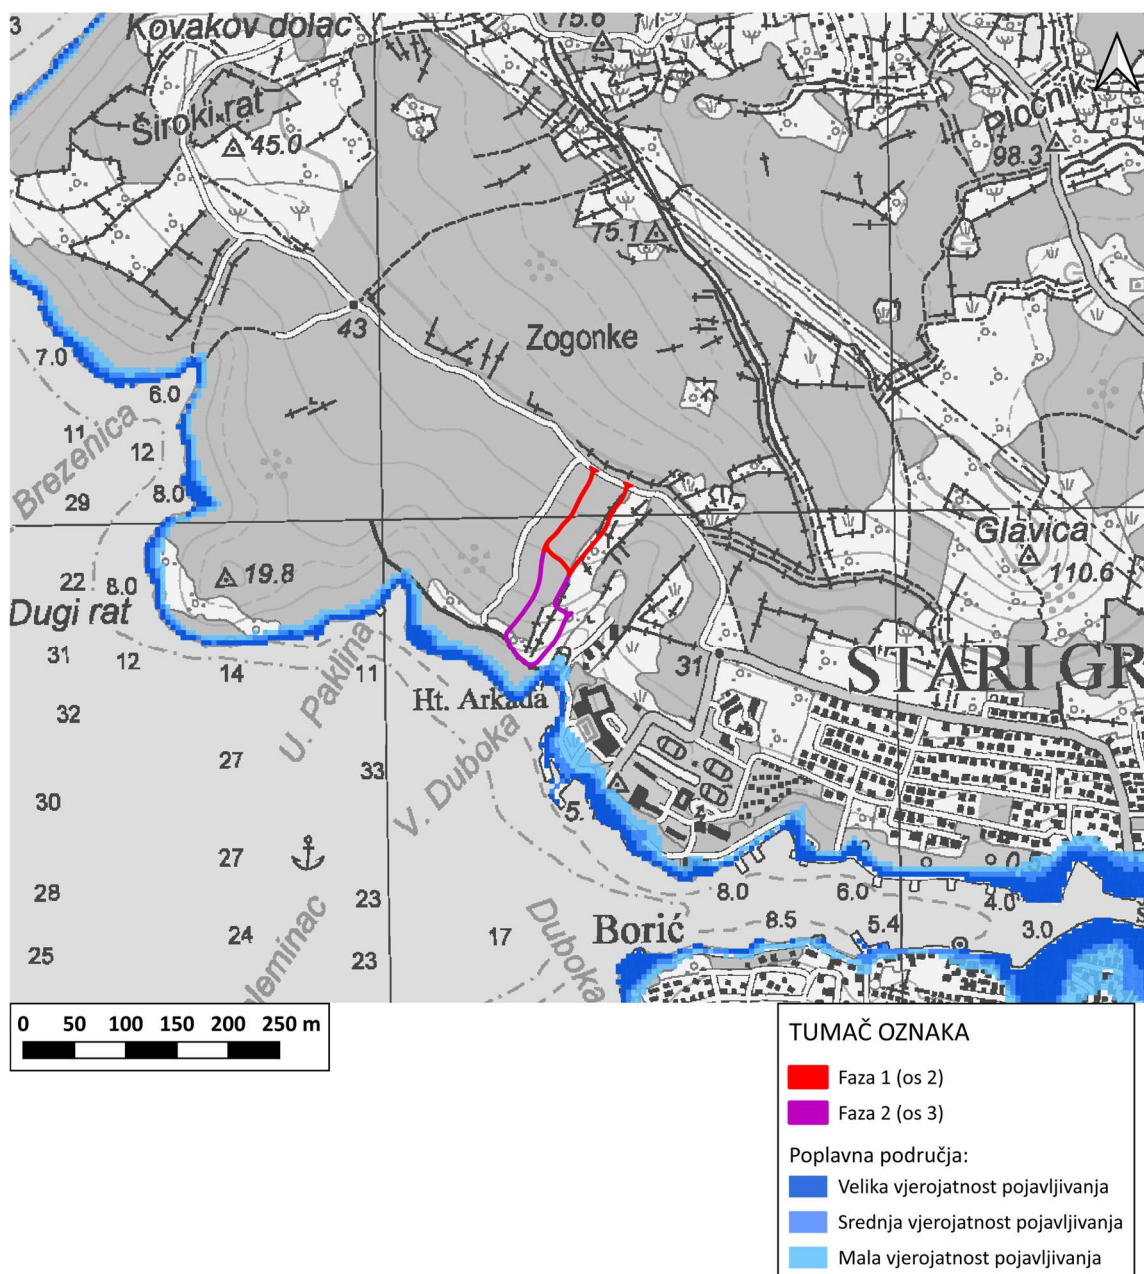 3
Kovakov dolac
75.6
Široki rat
45.0
Pločnik
98.3
75.1
43
Zogonke
7.0
6.0
Brezenica
11
12
8.0
29
Glavica
110.6
22
8.0
19.8
Dugi rat
31
12
14
11
31
STARI GR
U. Paklina
Ht. Arkada
32
27
33
V. Duboka
30
5.
27
28
23
8.0
6.0
4.0
24
17
Duboka
Borić
8.5
5.4
3.0
25
23
leminac
G
G
0 50 100 150 200 250 m
TUMAČ OZNAKA
Faza 1 (os 2)
Faza 2 (os 3)
Poplavna područja:
Velika vjerojatnost pojavljivanja
Srednja vjerojatnost pojavljivanja
Mala vjerojatnost pojavljivanja